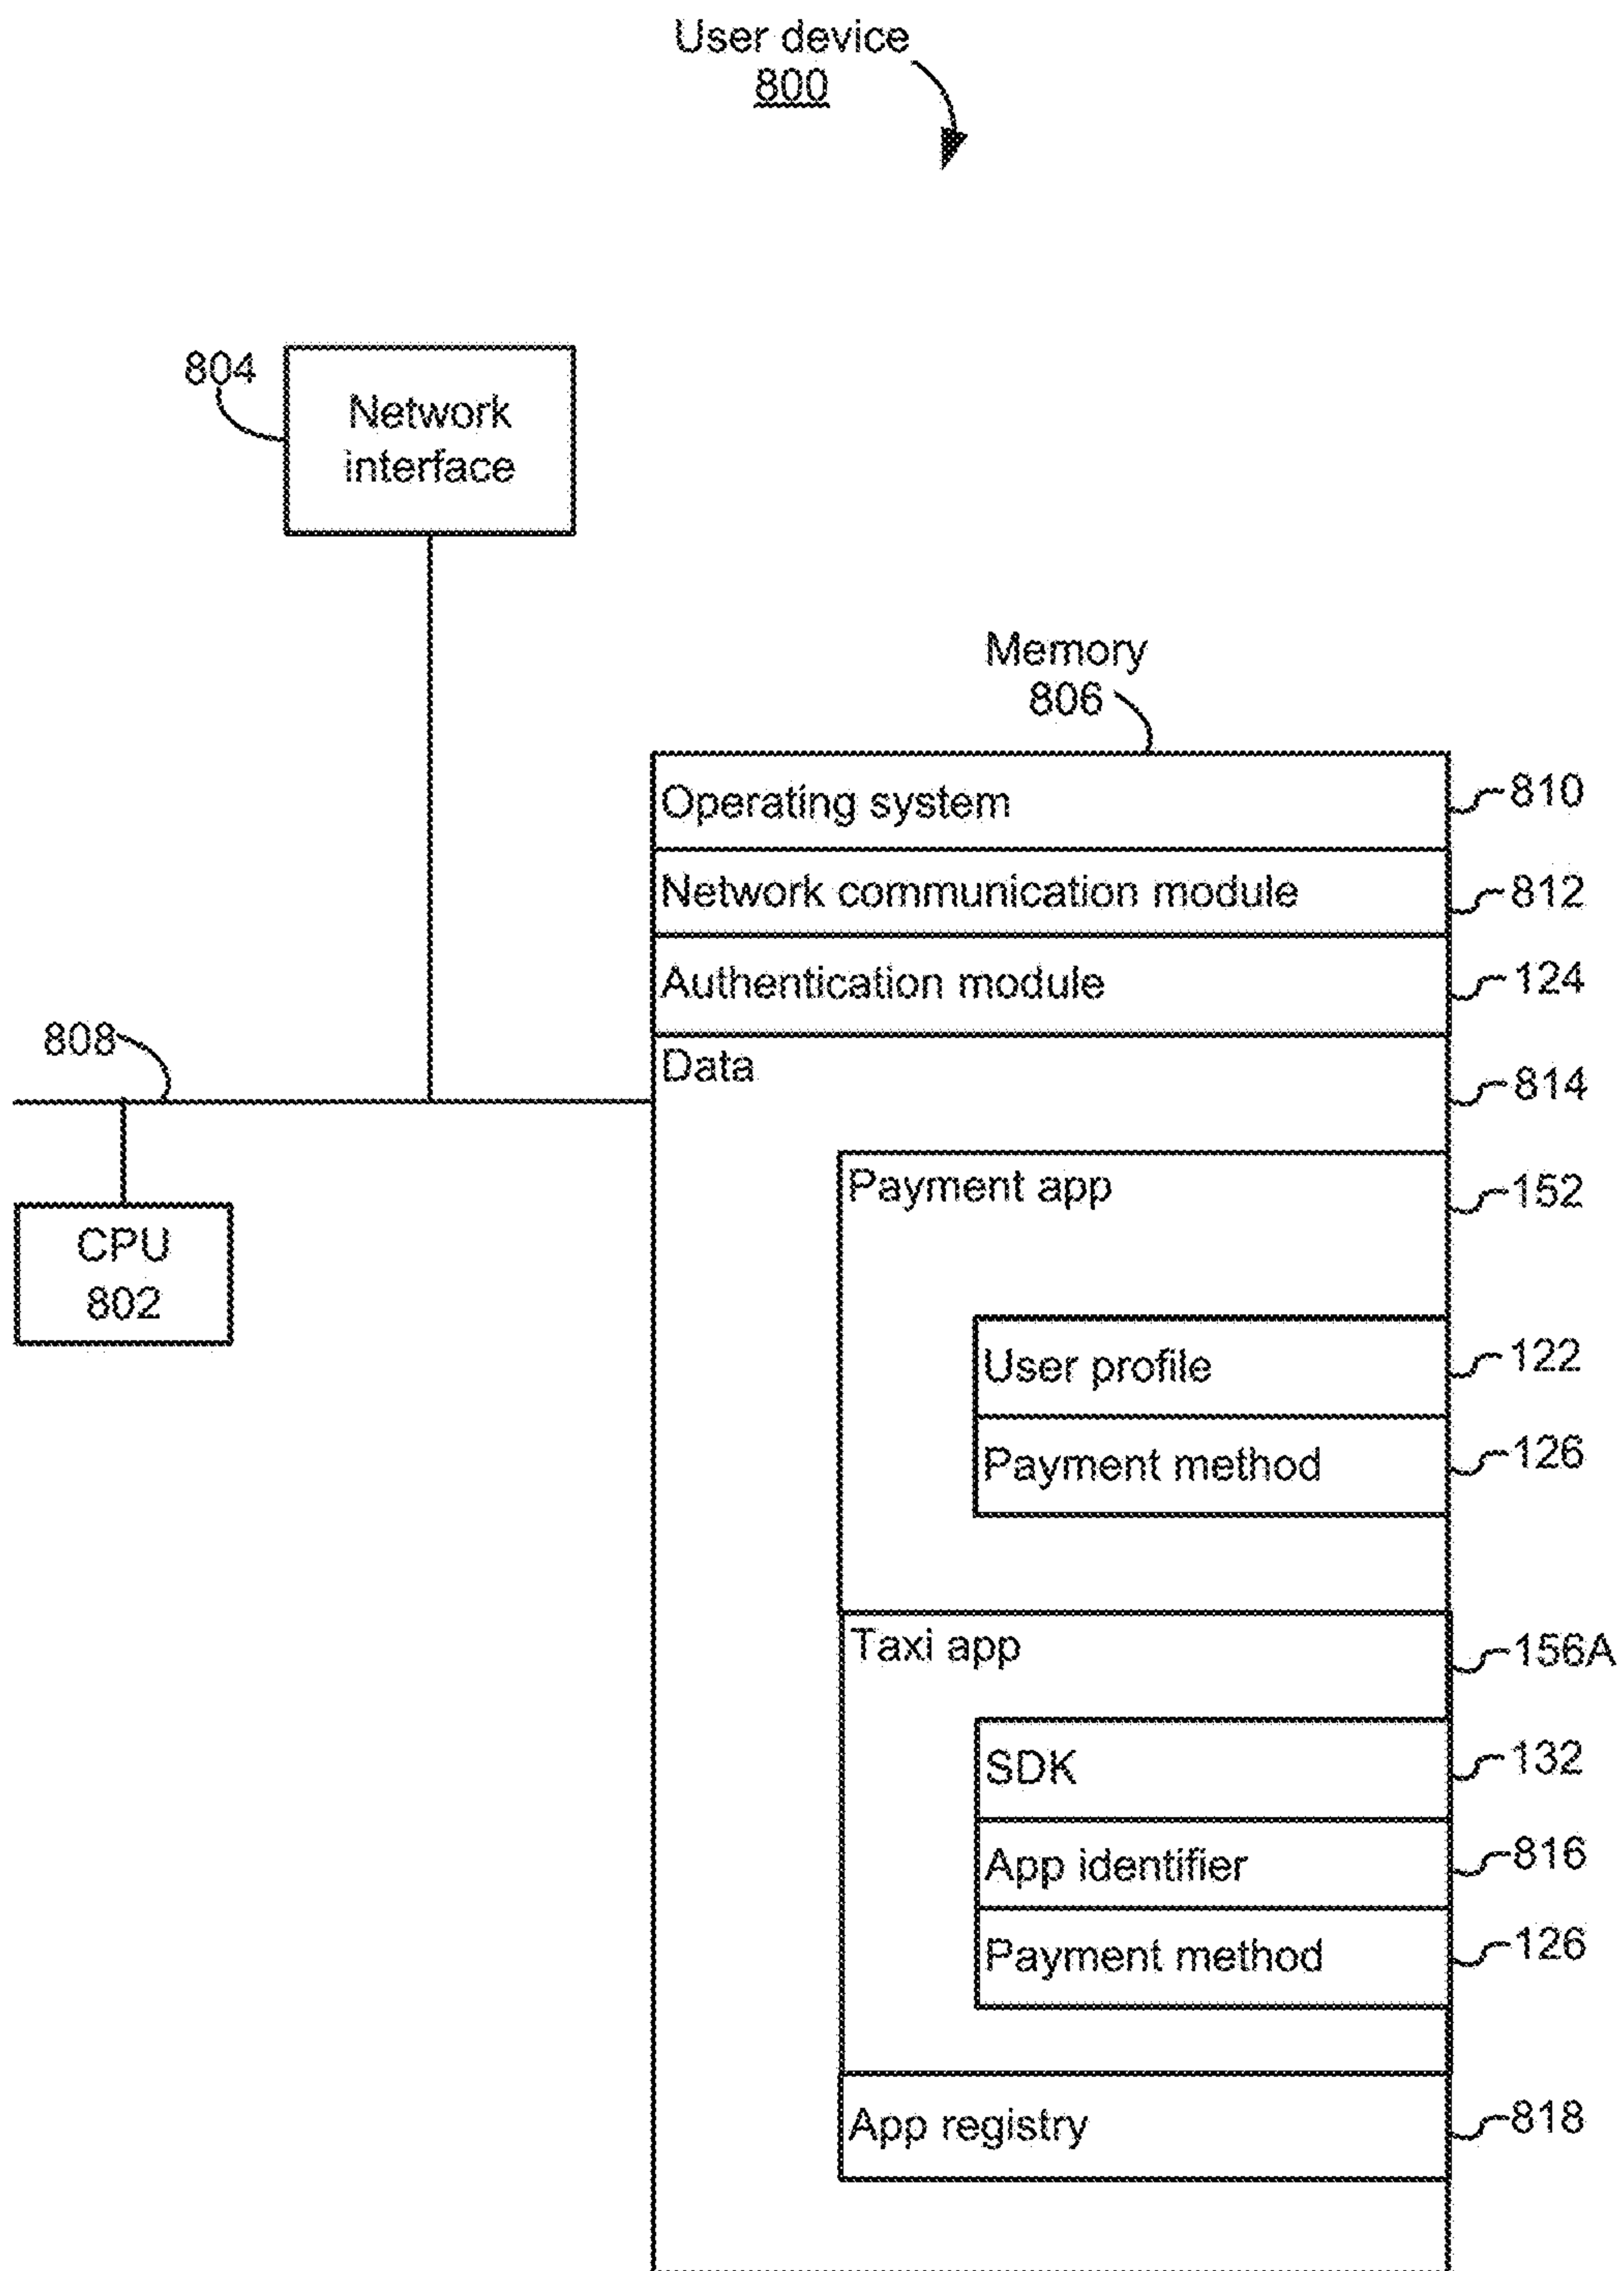 User device
800
804
Network
interface
Memory
806
Operating system
810
Network communication module
812
Authentication module
124
808
Data
814
Payment app
152
CPU
802
User profile
122
Payment method
126
Taxi app
156A
SDK
132
App identifier
816
Payment method
126
App registry
818